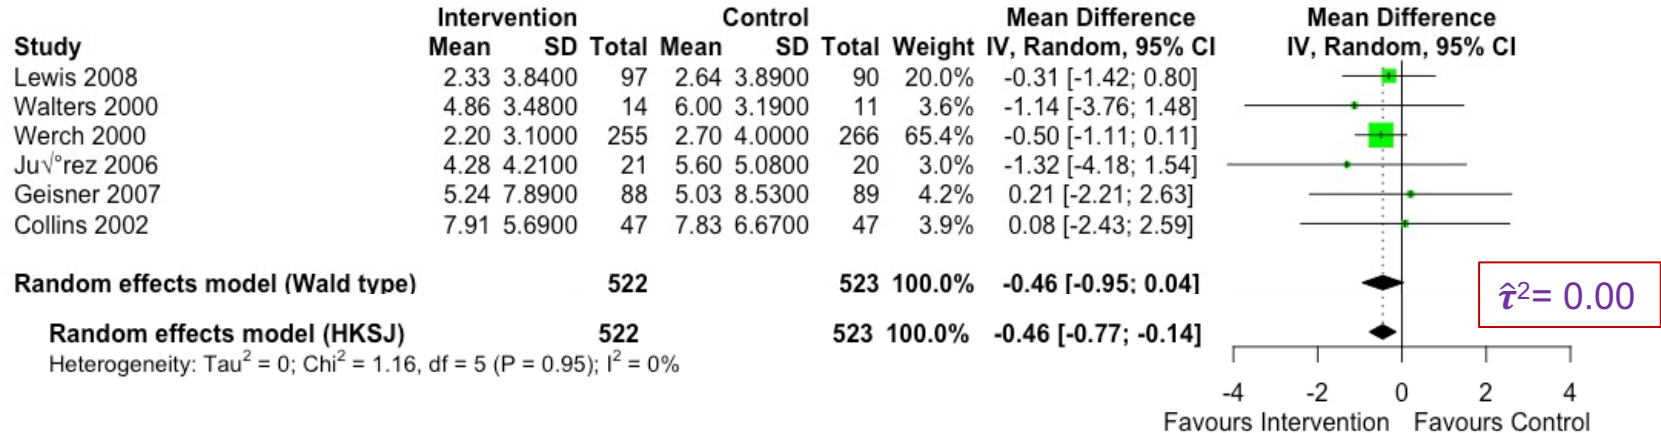 Intervention Control Mean Difference Mean Difference
Study Mean SD Total Mean SD Total Weight IV, Random, 95% CI IV, Random, 95% CI
Lewis 2008 2.33 3.8400 97 2.64 3.8900 90 20.0% -0.31 [-1.42; 0.80]
Walters 2000 4.86 3.4800 14 6.00 3.1900 11 3.6% -1.14 [-3.76; 1.48]
Werch 2000 2.20 3.1000 255 2.70 4.0000 266 65.4% -0.50 [-1.11; 0.11]
Ju√°rez 2006 4.28 4.2100 21 5.60 5.0800 20 3.0% -1.32 [-4.18; 1.54]
Geisner 2007 5.24 7.8900 88 5.03 8.5300 89 4.2% 0.21 [-2.21; 2.63]
Collins 2002 7.91 5.6900 47 7.83 6.6700 47 3.9% 0.08 [-2.43; 2.59]
Random effects model (Wald type) 522 523 100.0% -0.46 [-0.95; 0.04]
τ̂²= 0.00
Random effects model (HKSJ) 522 523 100.0% -0.46 [-0.77; -0.14]
Heterogeneity: Tau² = 0; Chi² = 1.16, df = 5 (P = 0.95); I² = 0%
-4 -2 0 2 4
Favours Intervention Favours Control